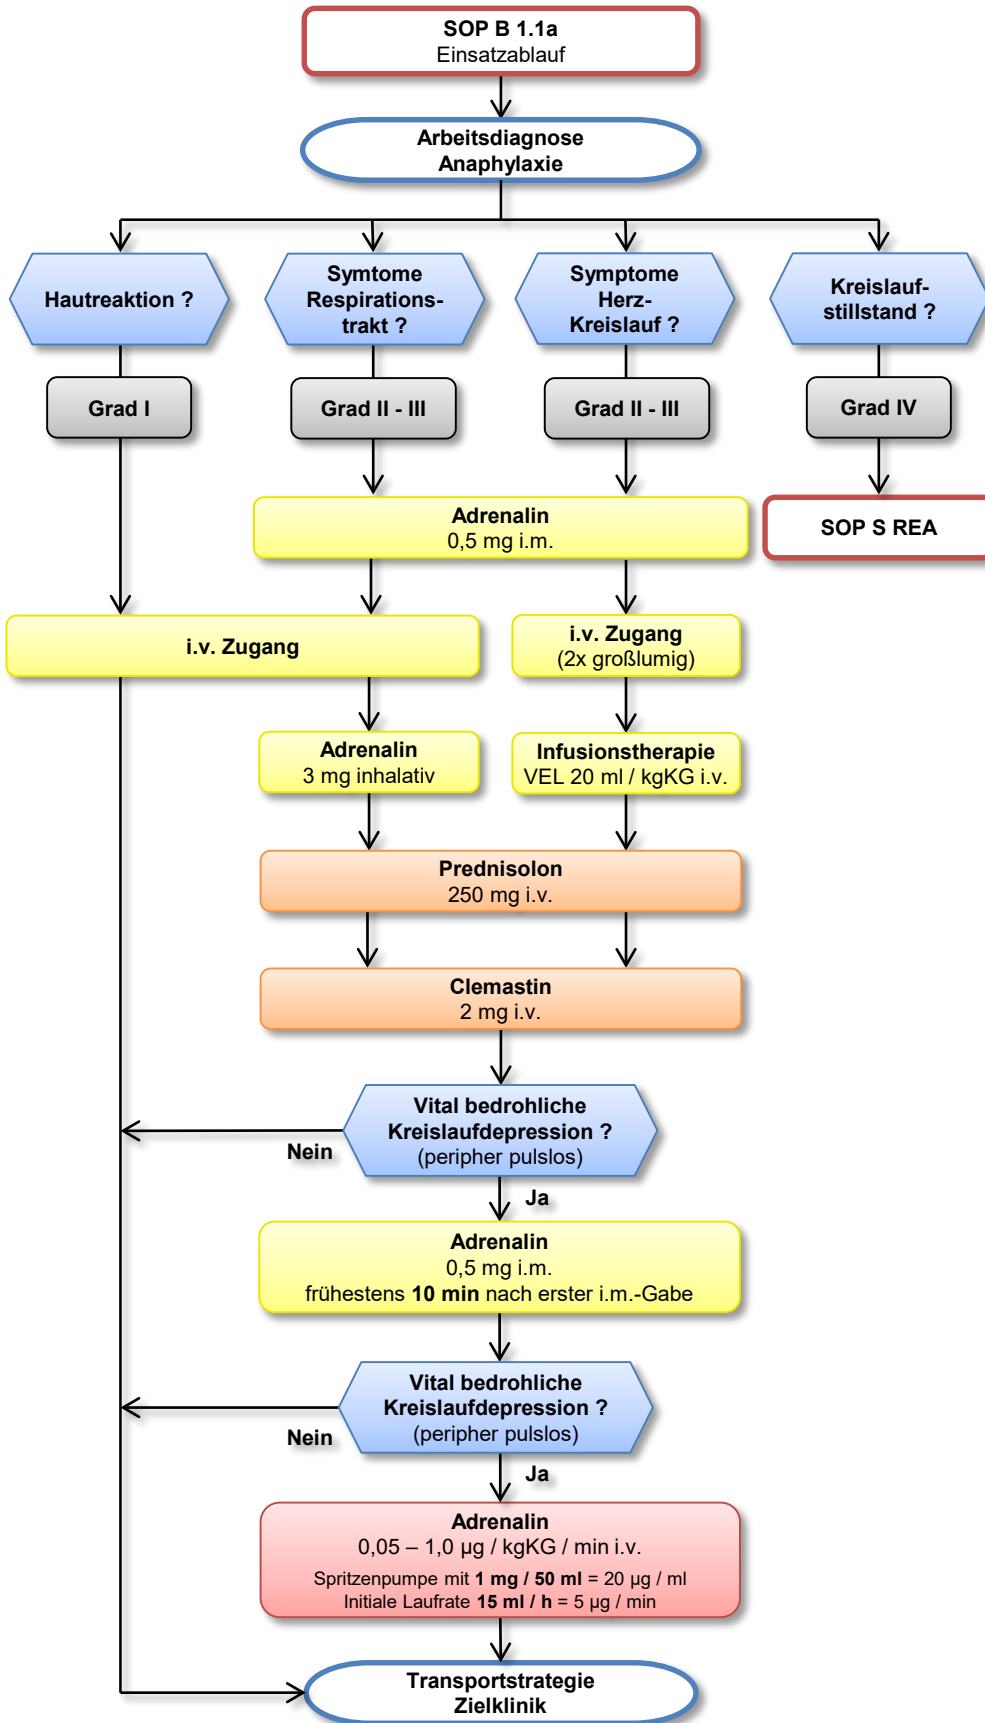 SOP B 1.1a
Einsatzablauf
Arbeitsdiagnose
Anaphylaxie
Hautreaktion ?
Symtome
Respirations-
trakt ?
Symptome
Herz-
Kreislauf ?
Kreislauf-
stillstand ?
Grad I
Grad II - III
Grad II - III
Grad IV
Adrenalin
0,5 mg i.m.
SOP S REA
i.v. Zugang
i.v. Zugang
(2x großlumig)
Adrenalin
3 mg inhalativ
Infusionstherapie
VEL 20 ml / kgKG i.v.
Prednisolon
250 mg i.v.
Clemastin
2 mg i.v.
Vital bedrohliche
Kreislaufdepression ?
(peripher pulslos)
Nein
Ja
Adrenalin
0,5 mg i.m.
frühestens 10 min nach erster i.m.-Gabe
Vital bedrohliche
Kreislaufdepression ?
(peripher pulslos)
Nein
Ja
Adrenalin
0,05 – 1,0 µg / kgKG / min i.v.
Spritzenpumpe mit 1 mg / 50 ml = 20 µg / ml
Initiale Laufrate 15 ml / h = 5 µg / min
Transportstrategie
Zielklinik